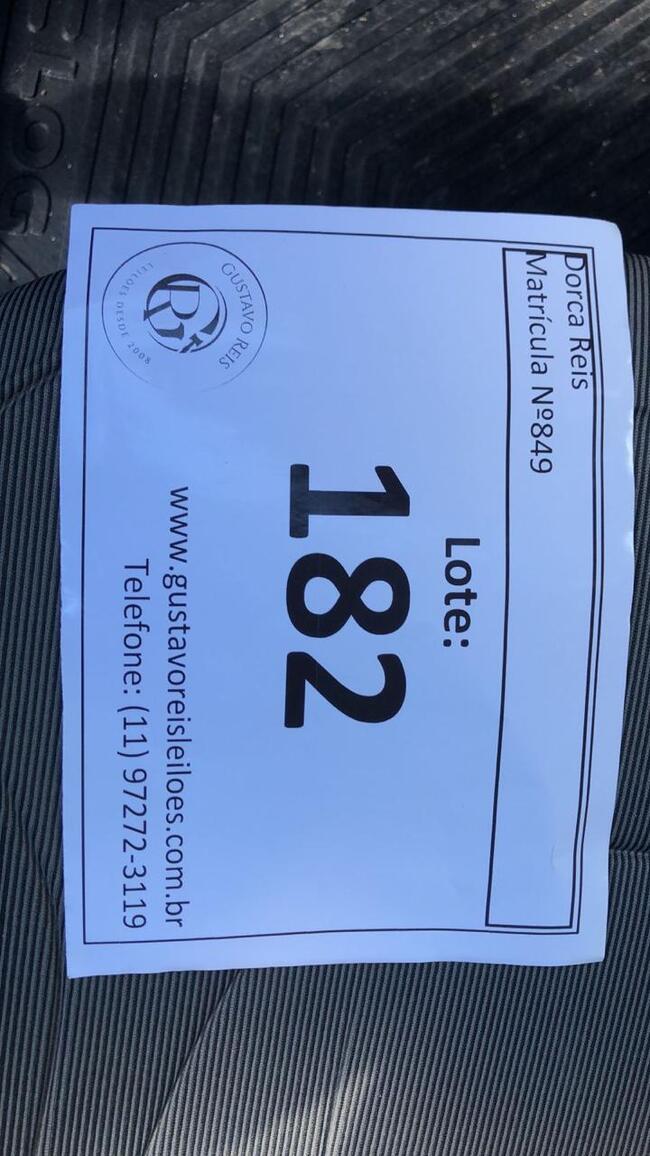 Dorca Reis
Matrícula Nº849
Lote:
182
www.gustavoreisleiloes.com.br
Telefone: (11) 97272-3119
GUSTAVO REIS
LEILÕES DESDE 2008